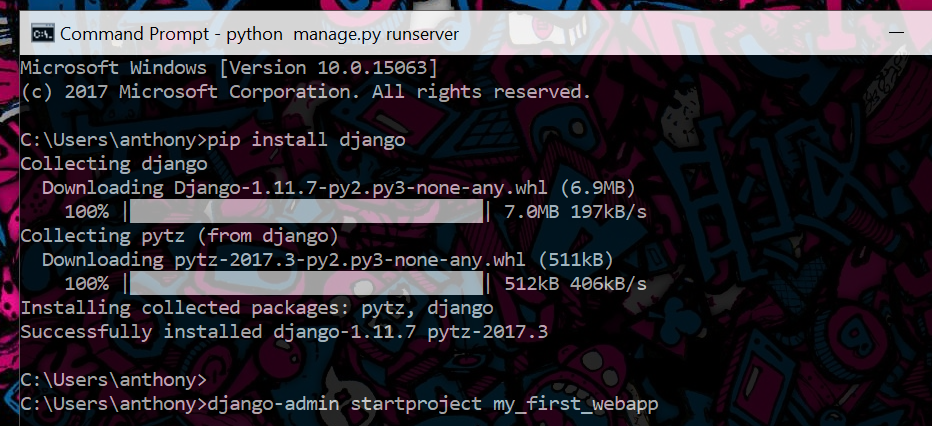 Command Prompt - python  manage.py runserver
Microsoft Windows [Version 10.0.15063]
(c) 2017 Microsoft Corporation. All rights reserved.
C:\Users\anthony>pip install django
Collecting django
  Downloading Django-1.11.7-py2.py3-none-any.whl (6.9MB)
    100% |████████████████████████████████| 7.0MB 197kB/s
Collecting pytz (from django)
  Downloading pytz-2017.3-py2.py3-none-any.whl (511kB)
    100% |████████████████████████████████| 512kB 406kB/s
Installing collected packages: pytz, django
Successfully installed django-1.11.7 pytz-2017.3
C:\Users\anthony>
C:\Users\anthony>django-admin startproject my_first_webapp